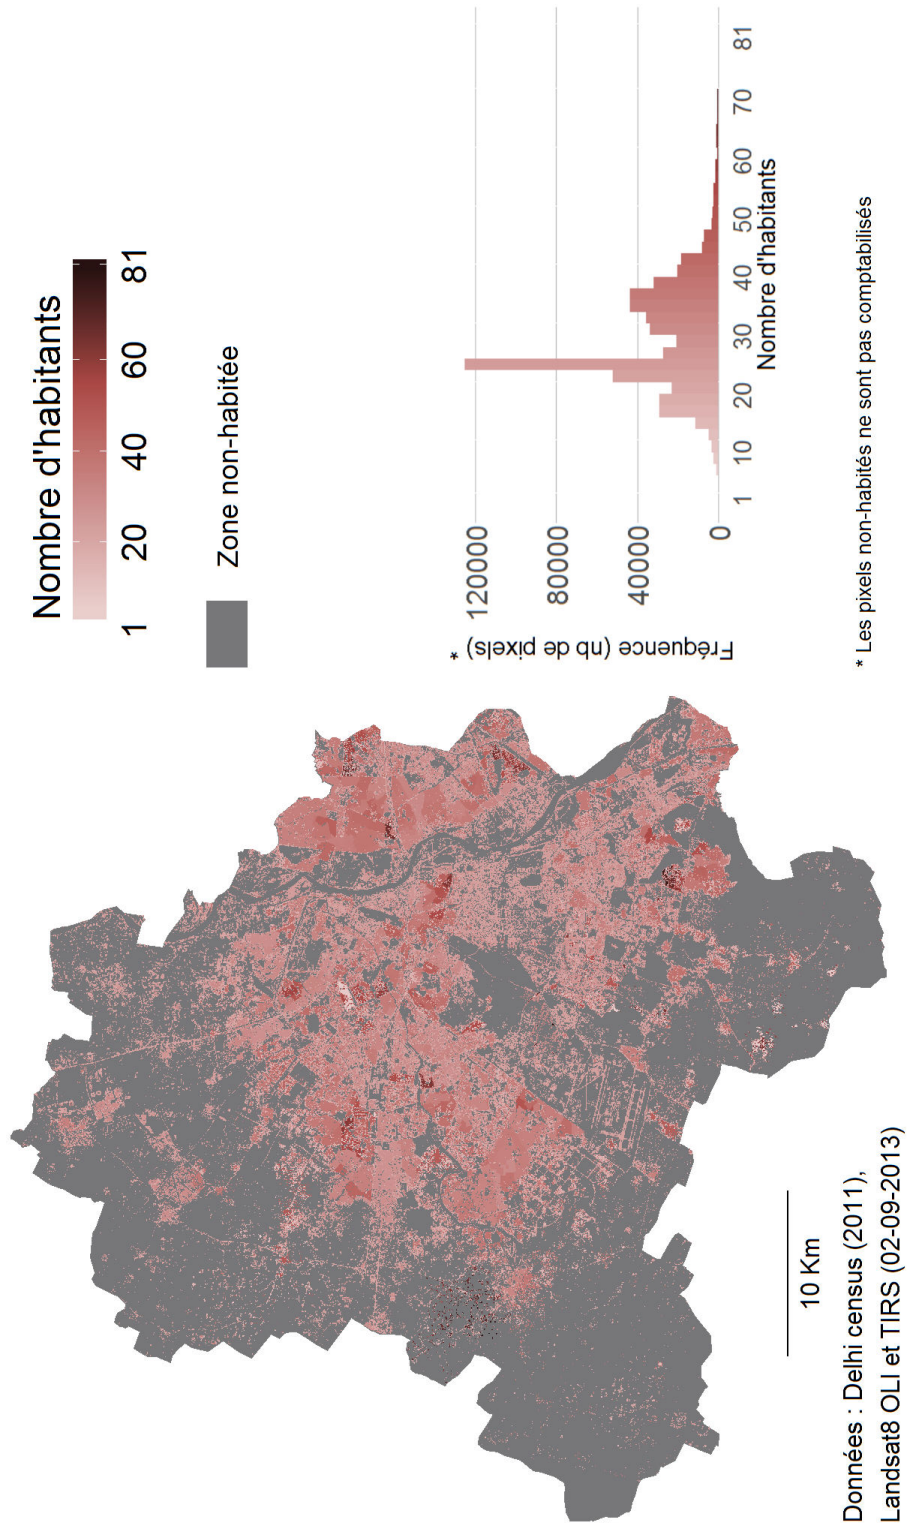 Nombre d'habitants
1
20
40
60
81
Zone non-habitée
Fréquence (nb de pixels) *
120000
80000
40000
0
1
10
20
30
40
50
60
70
81
Nombre d'habitants
* Les pixels non-habités ne sont pas comptabilisés
10 Km
Données : Delhi census (2011),
Landsat8 OLI et TIRS (02-09-2013)